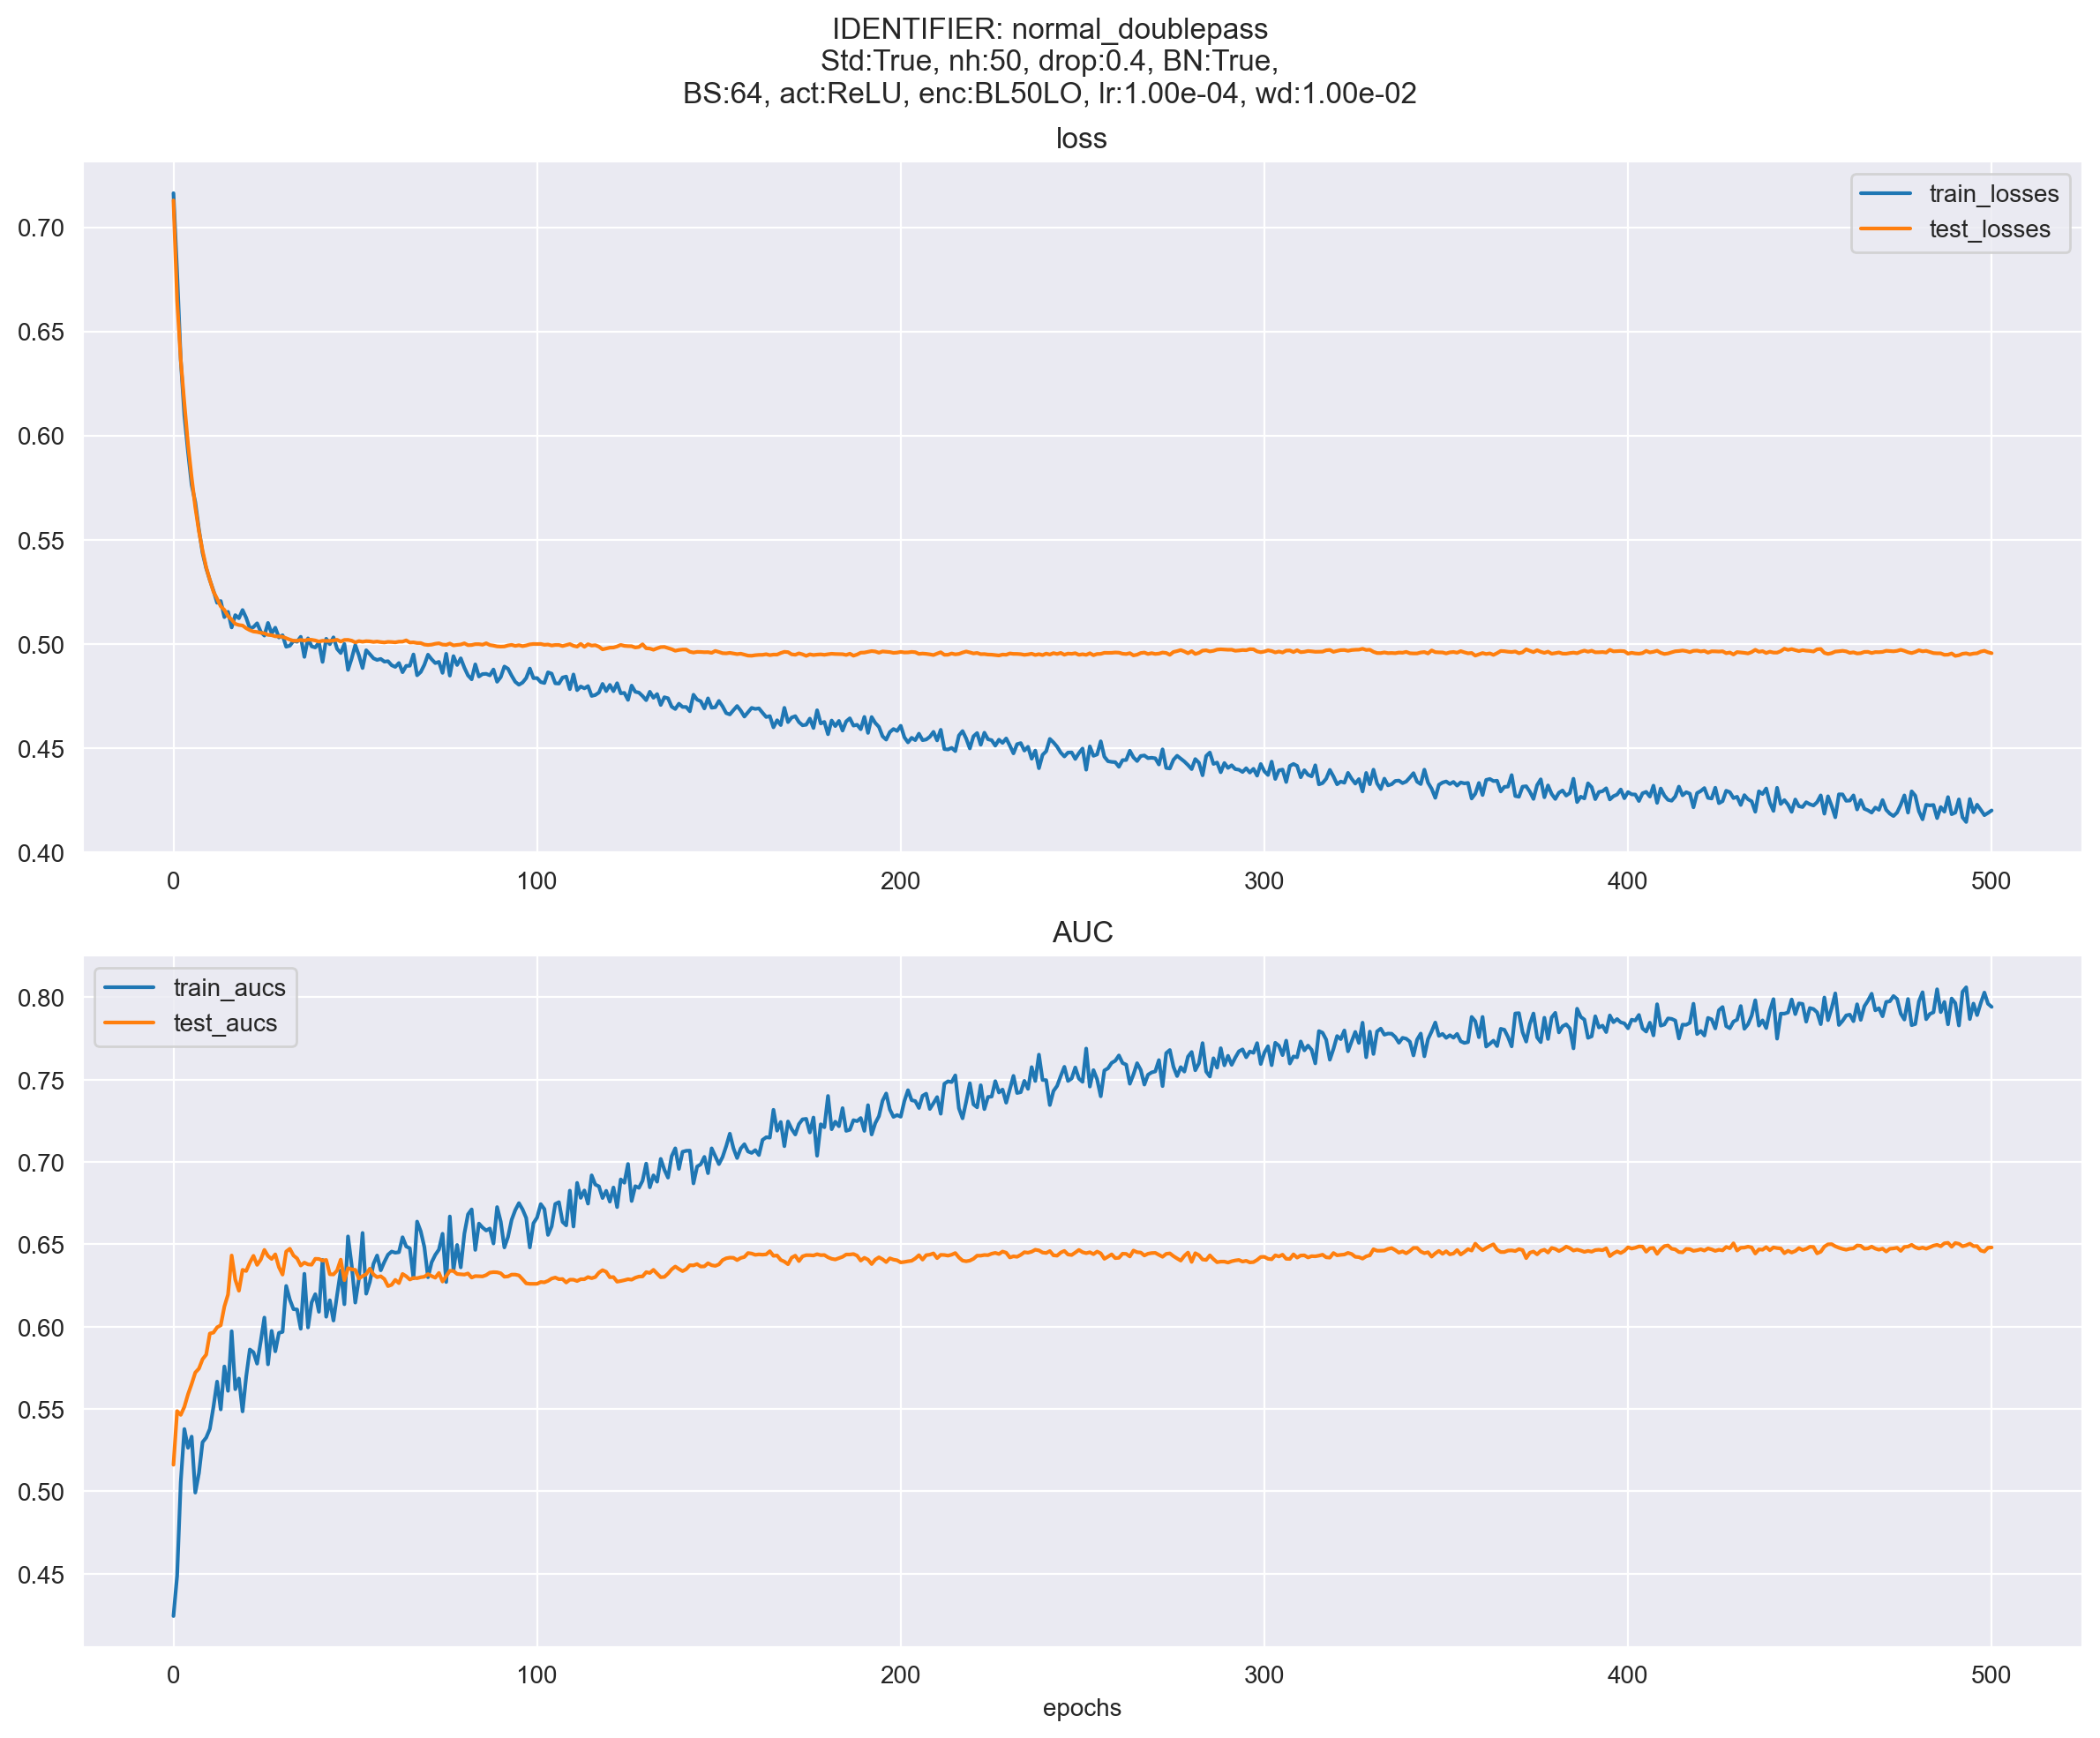 IDENTIFIER: normal_doublepass
Std:True, nh:50, drop:0.4, BN:True,
BS:64, act:ReLU, enc:BL50LO, lr:1.00e-04, wd:1.00e-02
loss
train_losses
test_losses
0.70
0.65
0.60
0.55
0.50
0.45
0.40
0 100 200 300 400 500
AUC
train_aucs
test_aucs
0.80
0.75
0.70
0.65
0.60
0.55
0.50
0.45
0 100 200 300 400 500
epochs